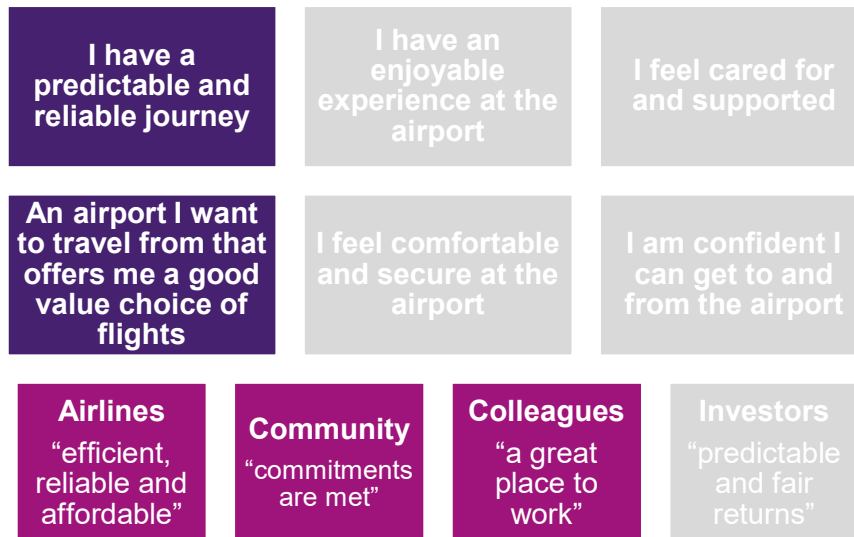 I have a
predictable and
reliable journey
I have an
enjoyable
experience at the
airport
I feel cared for
and supported
An airport I want
to travel from that
offers me a good
value choice of
flights
I feel comfortable
and secure at the
airport
I am confident I
can get to and
from the airport
Airlines
“efficient,
reliable and
affordable”
Community
“commitments
are met”
Colleagues
“a great
place to
work”
Investors
“predictable
and fair
returns”